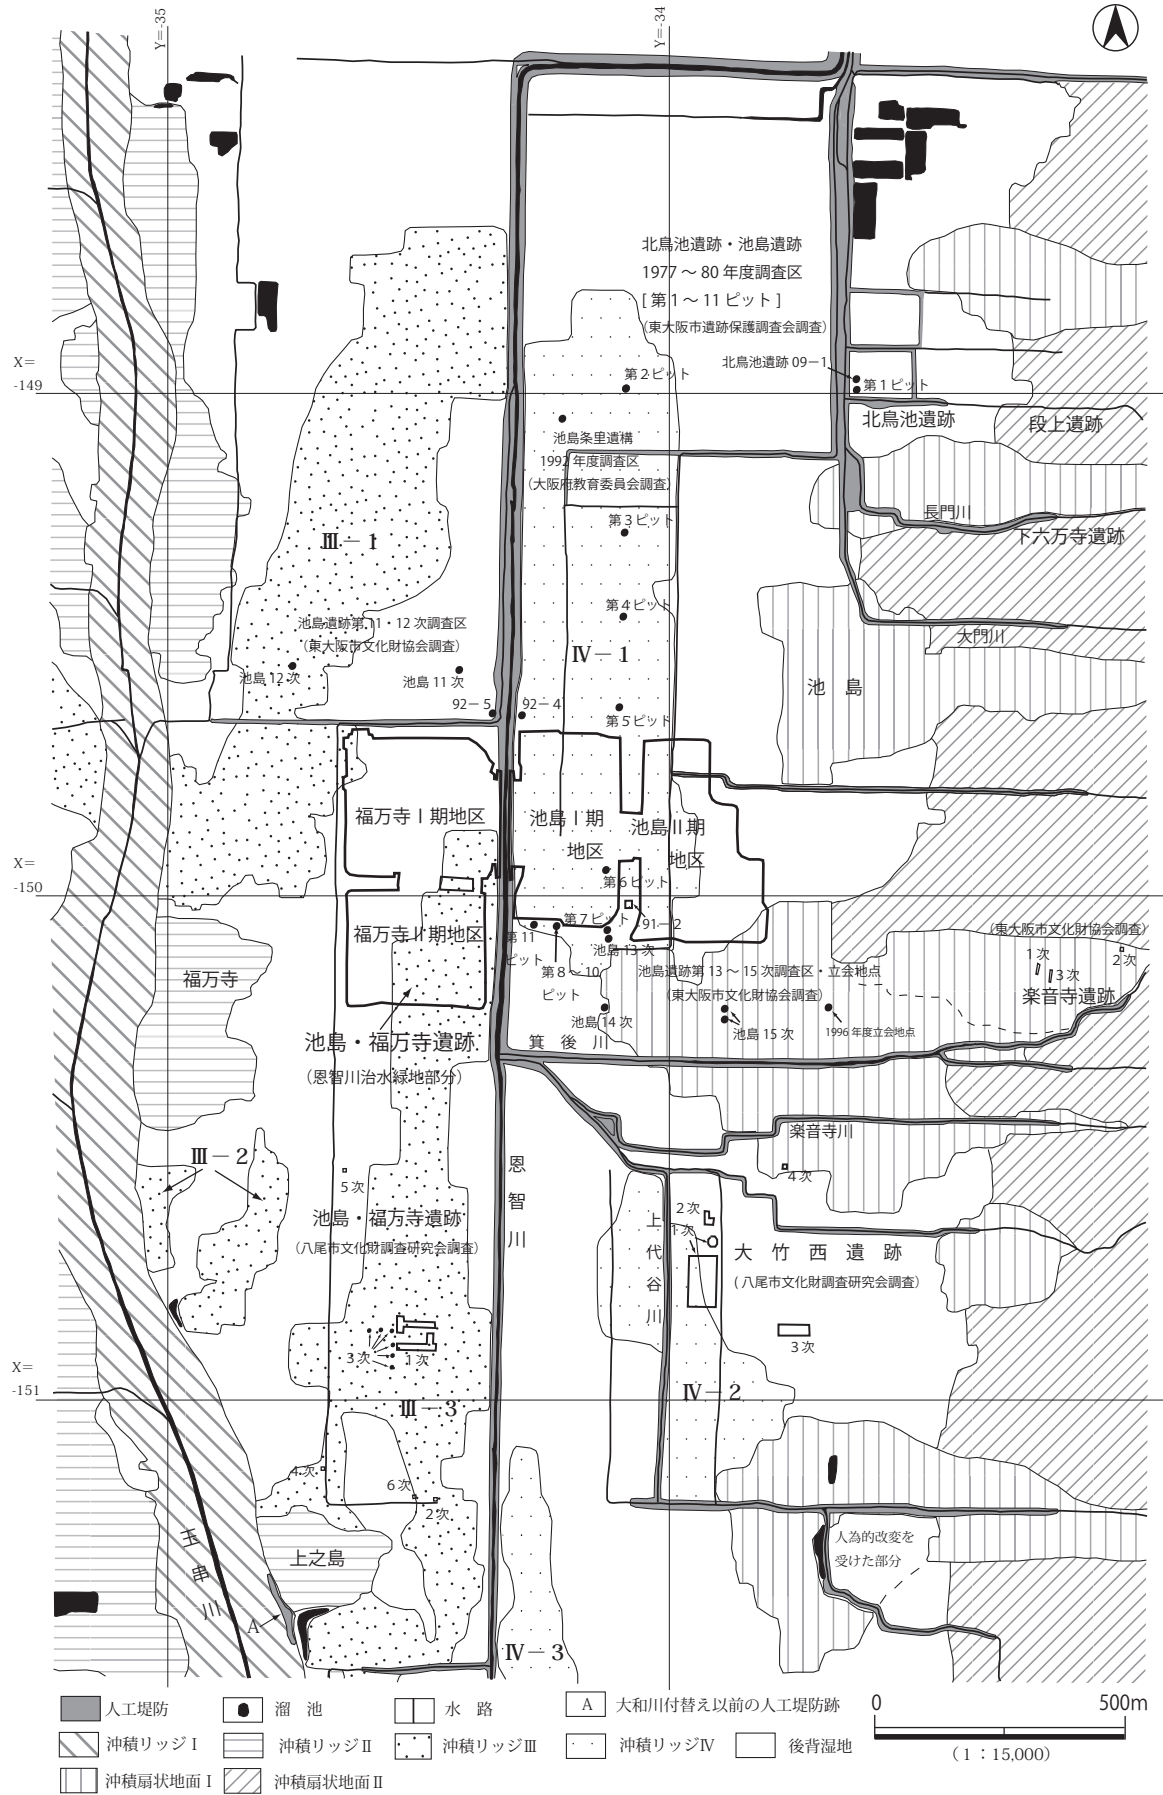 Y=-35
Y=-34
北鳥池遺跡・池島遺跡
1977～80年度調査区
[第1～11ピット]
(東大阪市遺跡保護調査会調査)
X=
-149
第2ピット
北鳥池遺跡09－1
第1ピット
北鳥池遺跡
段上遺跡
池島条里遺構
1992年度調査区
(大阪府教育委員会調査)
第3ピット
長門川
下六万寺遺跡
Ⅲ－1
第4ピット
池島遺跡第11・12次調査区
(東大阪市文化財協会調査)
大門川
Ⅳ－1
池島12次
池島11次
池島
92－5
92－4
第5ピット
福万寺Ⅰ期地区
池島Ⅰ期
地区
池島Ⅱ期
地区
X=
-150
第6ピット
福万寺Ⅱ期地区
第7ピット
91－2
第11
ピット
池島13次
(東大阪市文化財協会調査)
1次
2次
3次
楽音寺遺跡
福万寺
第8～10
ピット
池島遺跡第13～15次調査区・立会地点
(東大阪市文化財協会調査)
池島14次
池島15次
1996年度立会地点
池島・福万寺遺跡
(恩智川治水緑地部分)
箕後川
楽音寺川
Ⅲ－2
恩智川
4次
5次
池島・福万寺遺跡
(八尾市文化財調査研究会調査)
上代谷川
2次
1次
大竹西遺跡
(八尾市文化財調査研究会調査)
3次
3次
1次
X=
-151
Ⅳ－2
Ⅲ－3
4次
6次
2次
玉串川
上之島
人為的改変を
受けた部分
A
Ⅳ－3
人工堤防
溜池
水路
A 大和川付替え以前の人工堤防跡
0 500m
沖積リッジⅠ
沖積リッジⅡ
沖積リッジⅢ
沖積リッジⅣ
後背湿地
(1：15,000)
沖積扇状地面Ⅰ
沖積扇状地面Ⅱ